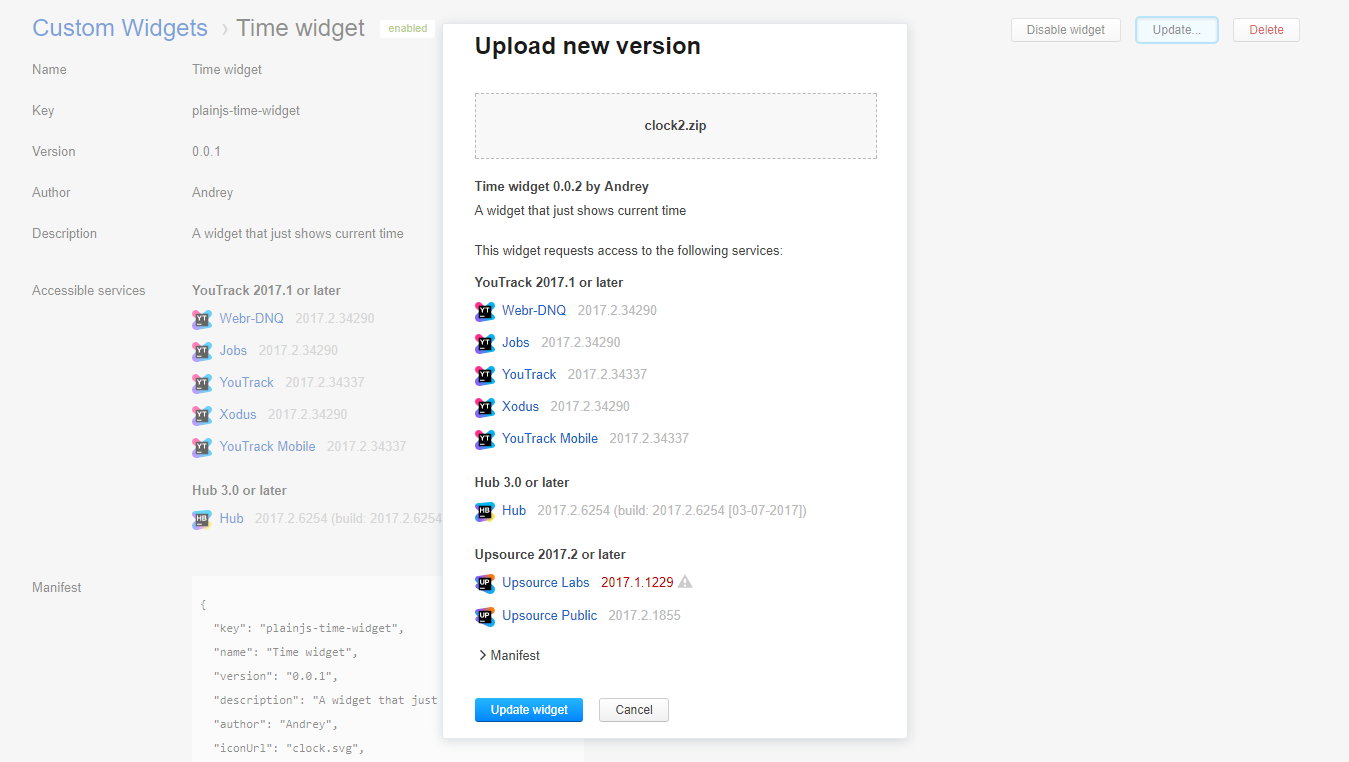 Custom Widgets › Time widget enabled
Disable widget Update... Delete
Name Time widget
Key plainjs-time-widget
Version 0.0.1
Author Andrey
Description A widget that just shows current time
Accessible services YouTrack 2017.1 or later
YT Webr-DNQ 2017.2.34290
YT Jobs 2017.2.34290
YT YouTrack 2017.2.34337
YT Xodus 2017.2.34290
YT YouTrack Mobile 2017.2.34337
Hub 3.0 or later
HB Hub 2017.2.6254 (build: 2017.2.6254
Manifest
{
"key": "plainjs-time-widget",
"name": "Time widget",
"version": "0.0.1",
"description": "A widget that just
"author": "Andrey",
"iconUrl": "clock.svg",
Upload new version
clock2.zip
Time widget 0.0.2 by Andrey
A widget that just shows current time
This widget requests access to the following services:
YouTrack 2017.1 or later
YT Webr-DNQ 2017.2.34290
YT Jobs 2017.2.34290
YT YouTrack 2017.2.34337
YT Xodus 2017.2.34290
YT YouTrack Mobile 2017.2.34337
Hub 3.0 or later
HB Hub 2017.2.6254 (build: 2017.2.6254 [03-07-2017])
Upsource 2017.2 or later
UP Upsource Labs 2017.1.1229
UP Upsource Public 2017.2.1855
Manifest
Update widget Cancel